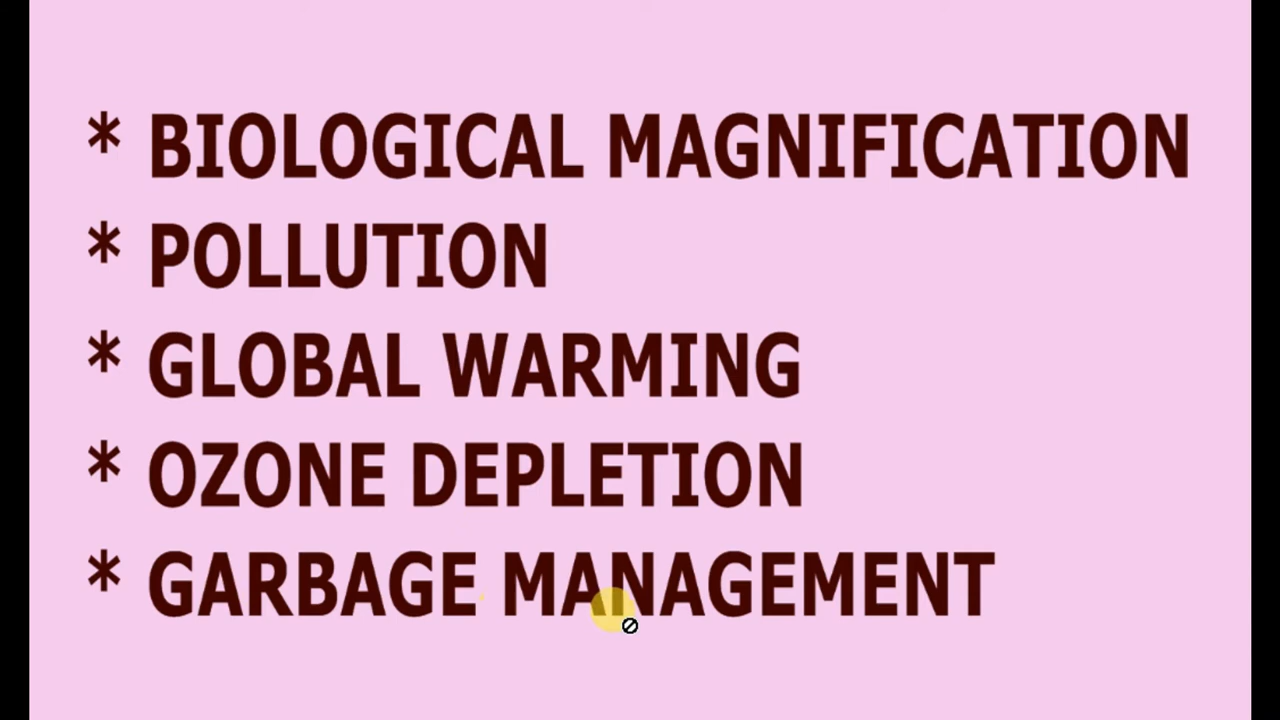 * BIOLOGICAL MAGNIFICATION
* POLLUTION
* GLOBAL WARMING
* OZONE DEPLETION
* GARBAGE MANAGEMENT